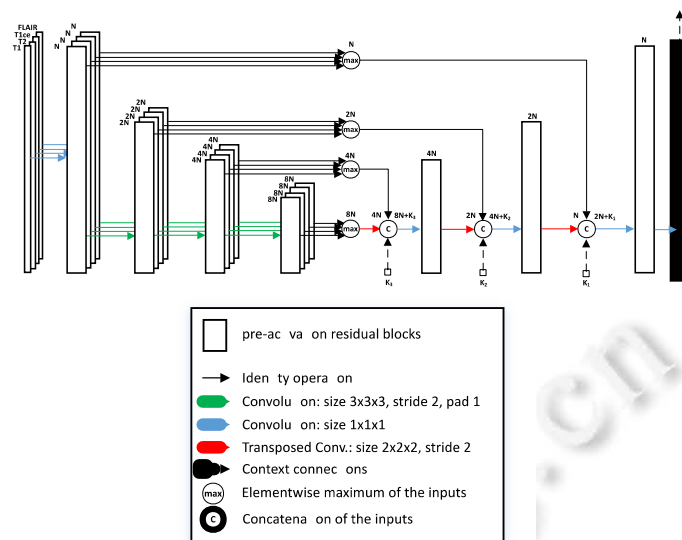 FLAIR
T1ce
T2
T1
N
N
N
N
N
max
N
2N
2N
2N
2N
2N
max
2N
4N
4N
4N
4N
4N
max
4N
8N
8N
8N
8N
8N
max
4N
C
8N+K₃
2N
C
4N+K₂
N
C
2N+K₁
K₃
K₂
K₁
pre-ac va on residual blocks
Iden ty opera on
Convolu on: size 3x3x3, stride 2, pad 1
Convolu on: size 1x1x1
Transposed Conv.: size 2x2x2, stride 2
Context connec ons
max Elementwise maximum of the inputs
C Concatena on of the inputs
.cn